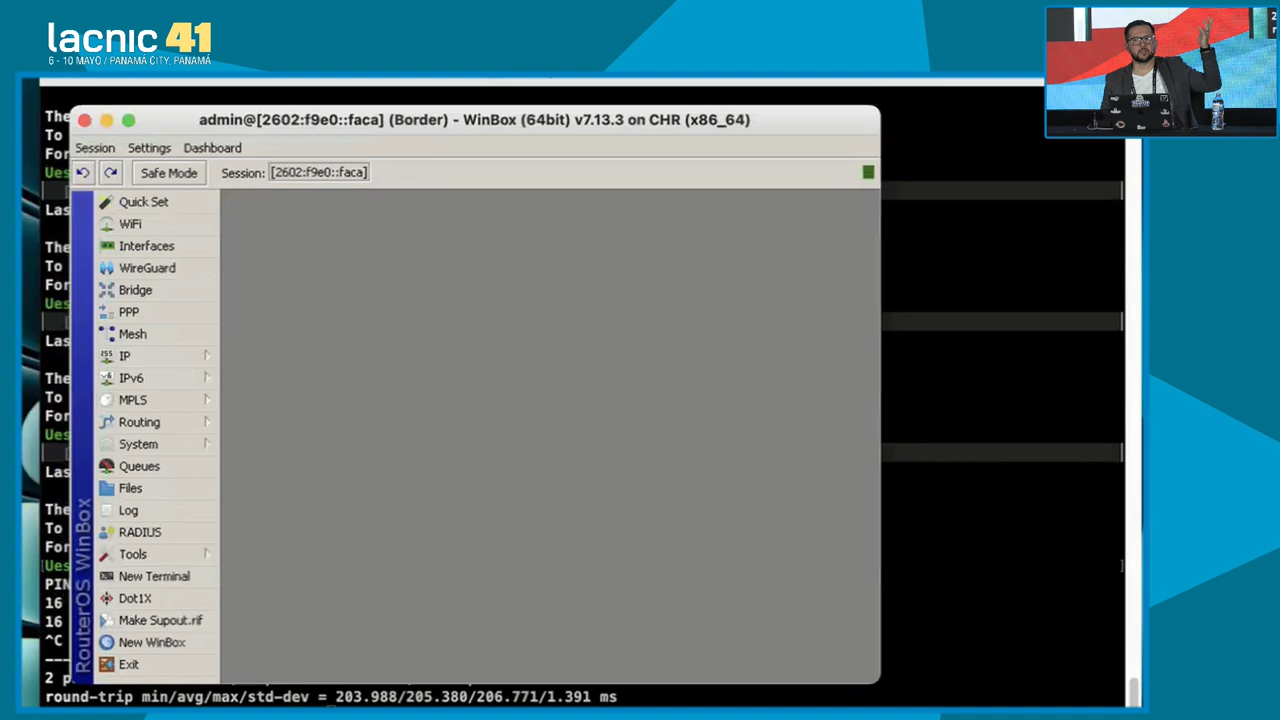 lacnic 41
6 - 10 MAYO / PANAMÁ CITY, PANAMÁ
The
To
For
Ues
Las
The
To
For
Ues
Las
The
To
For
Ues
Las
The
To
For
Ues
PIN
16
16
^C
---
2 p
round-trip min/avg/max/std-dev = 203.988/205.380/206.771/1.391 ms
admin@[2602:f9e0::faca] (Border) - WinBox (64bit) v7.13.3 on CHR (x86_64)
Session Settings Dashboard
Safe Mode Session: [2602:f9e0::faca]
Quick Set
WiFi
Interfaces
WireGuard
Bridge
PPP
Mesh
IP
IPv6
MPLS
Routing
System
Queues
Files
Log
RADIUS
Tools
New Terminal
Dot1X
Make Supout.rif
New WinBox
Exit
RouterOS WinBox